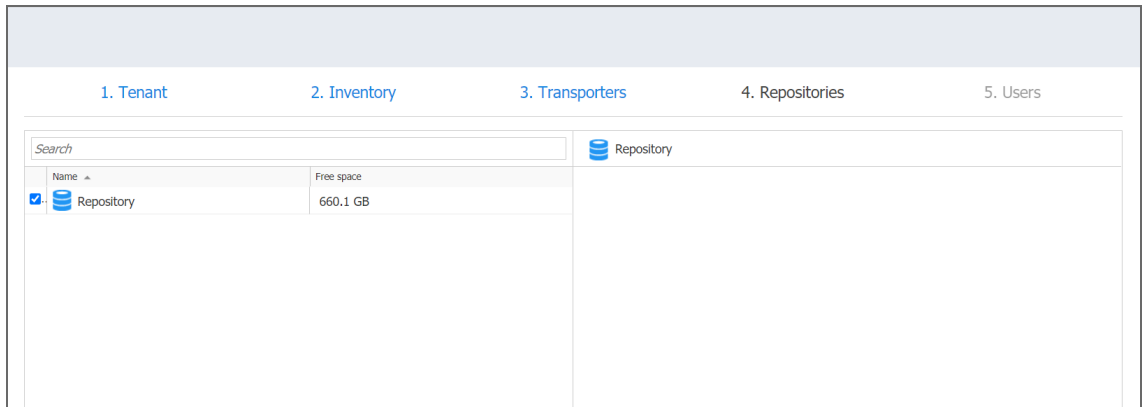 1. Tenant 2. Inventory 3. Transporters 4. Repositories 5. Users
Search
Repository
Name Free space
Repository 660.1 GB